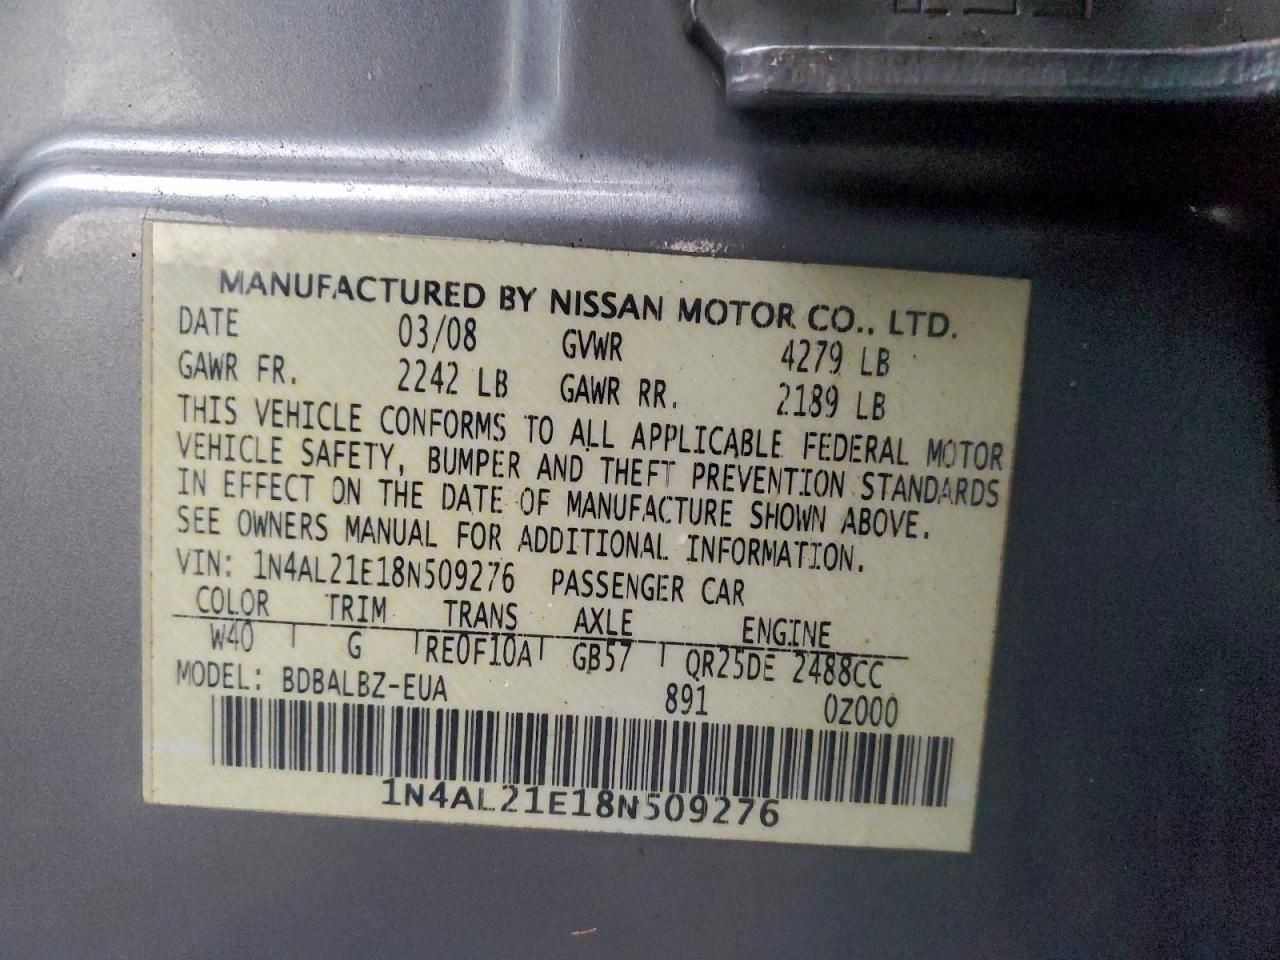 MANUFACTURED BY NISSAN MOTOR CO., LTD.
DATE 03/08 GVWR 4279 LB
GAWR FR. 2242 LB GAWR RR. 2189 LB
THIS VEHICLE CONFORMS TO ALL APPLICABLE FEDERAL MOTOR
VEHICLE SAFETY, BUMPER AND THEFT PREVENTION STANDARDS
IN EFFECT ON THE DATE OF MANUFACTURE SHOWN ABOVE.
SEE OWNERS MANUAL FOR ADDITIONAL INFORMATION.
VIN: 1N4AL21E18N509276 PASSENGER CAR
COLOR TRIM TRANS AXLE ENGINE
W40 G RE0F10A GB57 QR25DE 2488CC
MODEL: BDBALBZ-EUA 891 0Z000
1N4AL21E18N509276